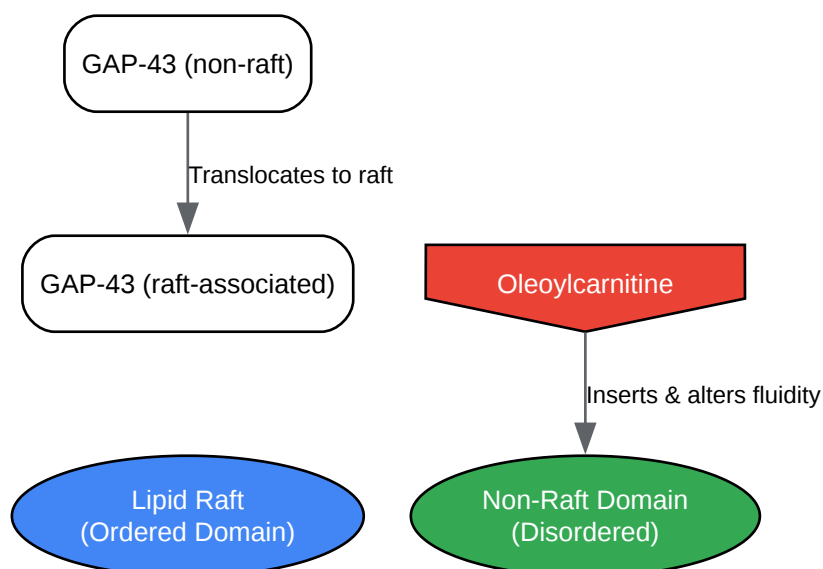 GAP-43 (non-raft)
Translocates to raft
GAP-43 (raft-associated)
Oleoylcarnitine
Inserts & alters fluidity
Lipid Raft
(Ordered Domain)
Non-Raft Domain
(Disordered)